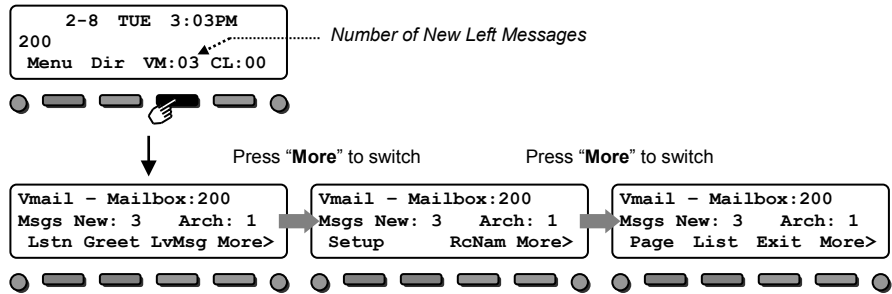 2-8 TUE 3:03PM
200
Menu Dir VM:03 CL:00
Number of New Left Messages
Press “More” to switch
Press “More” to switch
Vmail – Mailbox:200
Msgs New: 3 Arch: 1
Lstn Greet LvMsg More>
Vmail – Mailbox:200
Msgs New: 3 Arch: 1
Setup RcNam More>
Vmail – Mailbox:200
Msgs New: 3 Arch: 1
Page List Exit More>